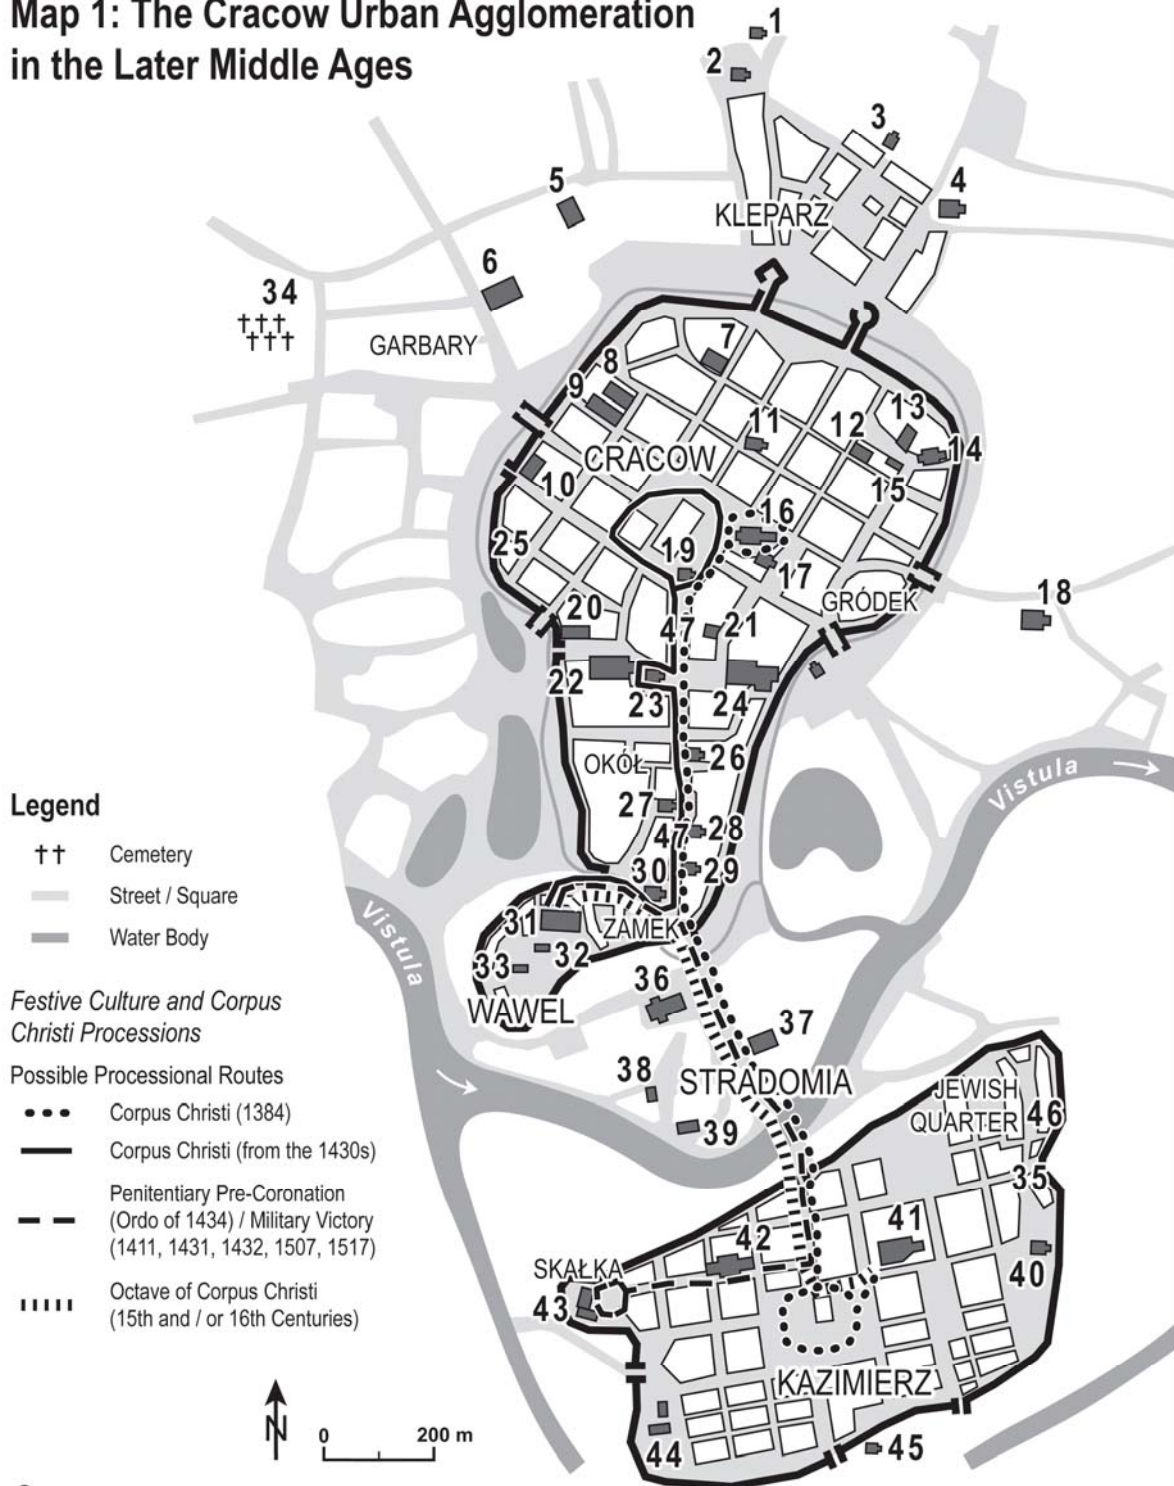 Map 1: The Cracow Urban Agglomeration
in the Later Middle Ages
1
2
3
4
5
KLEPARZ
6
34
GARBARY
7
8
9
13
11
12
14
CRACOW
10
15
16
25
19
17
GRÓDEK
18
20
47
21
22
23
24
OKÓŁ
26
Vistula
27
28
47
30
29
31
ZAMEK
32
33
Vistula
36
WAWEL
37
38
STRADOMIA
JEWISH
QUARTER
46
39
35
41
42
SKAŁKA
40
43
KAZIMIERZ
44
45
Legend
Cemetery
Street / Square
Water Body
Festive Culture and Corpus
Christi Processions
Possible Processional Routes
Corpus Christi (1384)
Corpus Christi (from the 1430s)
Penitentiary Pre-Coronation
(Ordo of 1434) / Military Victory
(1411, 1431, 1432, 1507, 1517)
Octave of Corpus Christi
(15th and / or 16th Centuries)
N
0 200 m